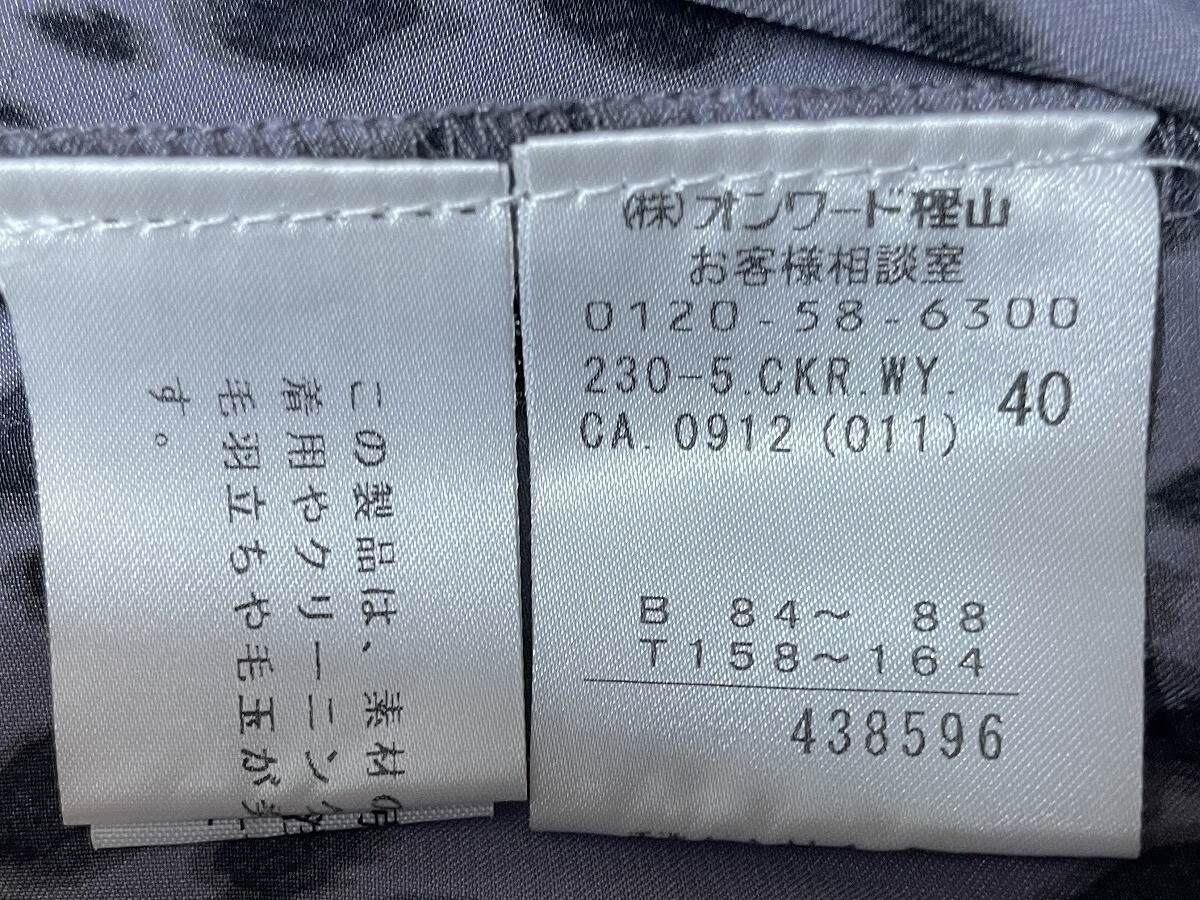 (株)オンワード樫山
お客様相談室
0120-58-6300
230-5.CKR.WY.
CA. 0912 (011)
40
B 84～ 88
T158～164
438596
この製品は、素材
着用やクリーニン
毛羽立ちや毛玉が
す。